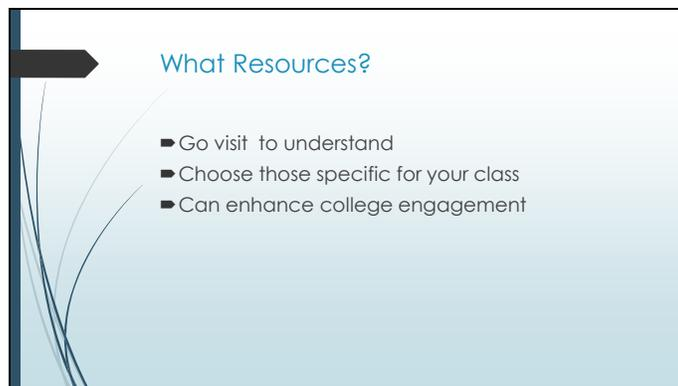 What Resources?
Go visit  to understand
Choose those specific for your class
Can enhance college engagement